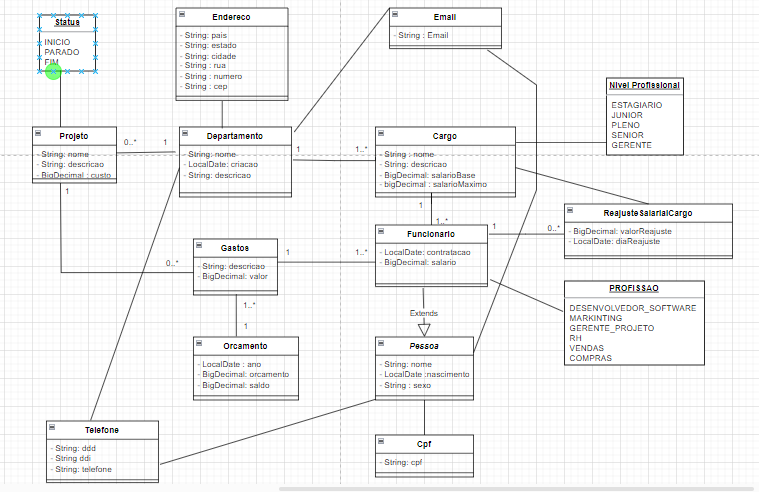 Status
INICIO
PARADO
FIM
Endereco
- String: pais
- String: estado
- String: cidade
- String : rua
- String : numero
- String : cep
Email
- String : Email
Nivel Profissional
ESTAGIARIO
JUNIOR
PLENO
SENIOR
GERENTE
Projeto
- String: nome
- String: descricao
- BigDecimal : custo
0..*
1
Departamento
- String: nome
- LocalDate: criacao
- String: descricao
1
1..*
Cargo
- String : nome
- String: descricao
- BigDecimal: salarioBase
- bigDecimal : salarioMaximo
1
1
1..*
ReajusteSalarialCargo
- BigDecimal: valorReajuste
- LocalDate: diaReajuste
1
0..*
Funcionario
- LocalDate: contratacao
- BigDecimal: salario
Gastos
- String: descricao
- BigDecimal: valor
0..*
1
1..*
PROFISSAO
DESENVOLVEDOR_SOFTWARE
MARKINTING
GERENTE_PROJETO
RH
VENDAS
COMPRAS
1..*
1
Extends
Orcamento
- LocalDate : ano
- BigDecimal: orcamento
- BigDecimal: saldo
Pessoa
- String: nome
- LocalDate :nascimento
- String : sexo
Telefone
- String: ddd
- String: ddi
- String: telefone
Cpf
- String: cpf